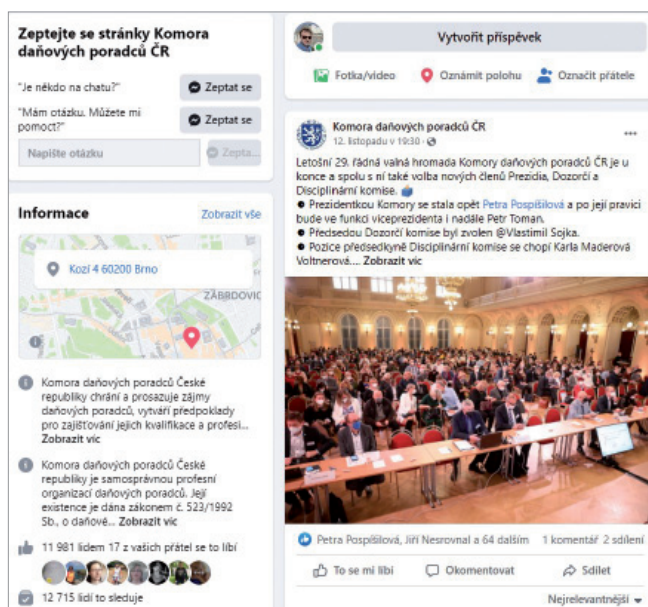 Zeptejte se stránky Komora
daňových poradců ČR
"Je někdo na chatu?"
Zeptat se
"Mám otázku. Můžete mi
pomoct?"
Zeptat se
Napište otázku
Zepta...
Informace
Zobrazit vše
Kozí 4 60200 Brno
ZÁBRDOVIC
Komora daňových poradců České
republiky chrání a prosazuje zájmy
daňových poradců, vytváří předpoklady
pro zajišťování jejich kvalifikace a profesi...
Zobrazit víc
Komora daňových poradců České
republiky je samosprávnou profesní
organizací daňových poradců. Její
existence je dána zákonem č. 523/1992
Sb., o daňové... Zobrazit víc
11 981 lidem 17 z vašich přátel se to líbí
12 715 lidí to sleduje
Vytvořit příspěvek
Fotka/video
Oznámit polohu
Označit přátele
Komora daňových poradců ČR
12. listopadu v 19:30 ·
Letošní 29. řádná valná hromada Komory daňových poradců ČR je u
konce a spolu s ní také volba nových členů Prezidia, Dozorčí a
Disciplinární komise.
● Prezidentkou Komory se stala opět Petra Pospíšilová a po její pravici
bude ve funkci viceprezidenta i nadále Petr Toman.
● Předsedou Dozorčí komise byl zvolen @Vlastimil Sojka.
● Pozice předsedkyně Disciplinární komise se chopí Karla Maderová
Voltnerová.... Zobrazit víc
Petra Pospíšilová, Jiří Nesrovnal a 64 dalším
1 komentář 2 sdílení
To se mi líbí
Okomentovat
Sdílet
Nejrelevantnější